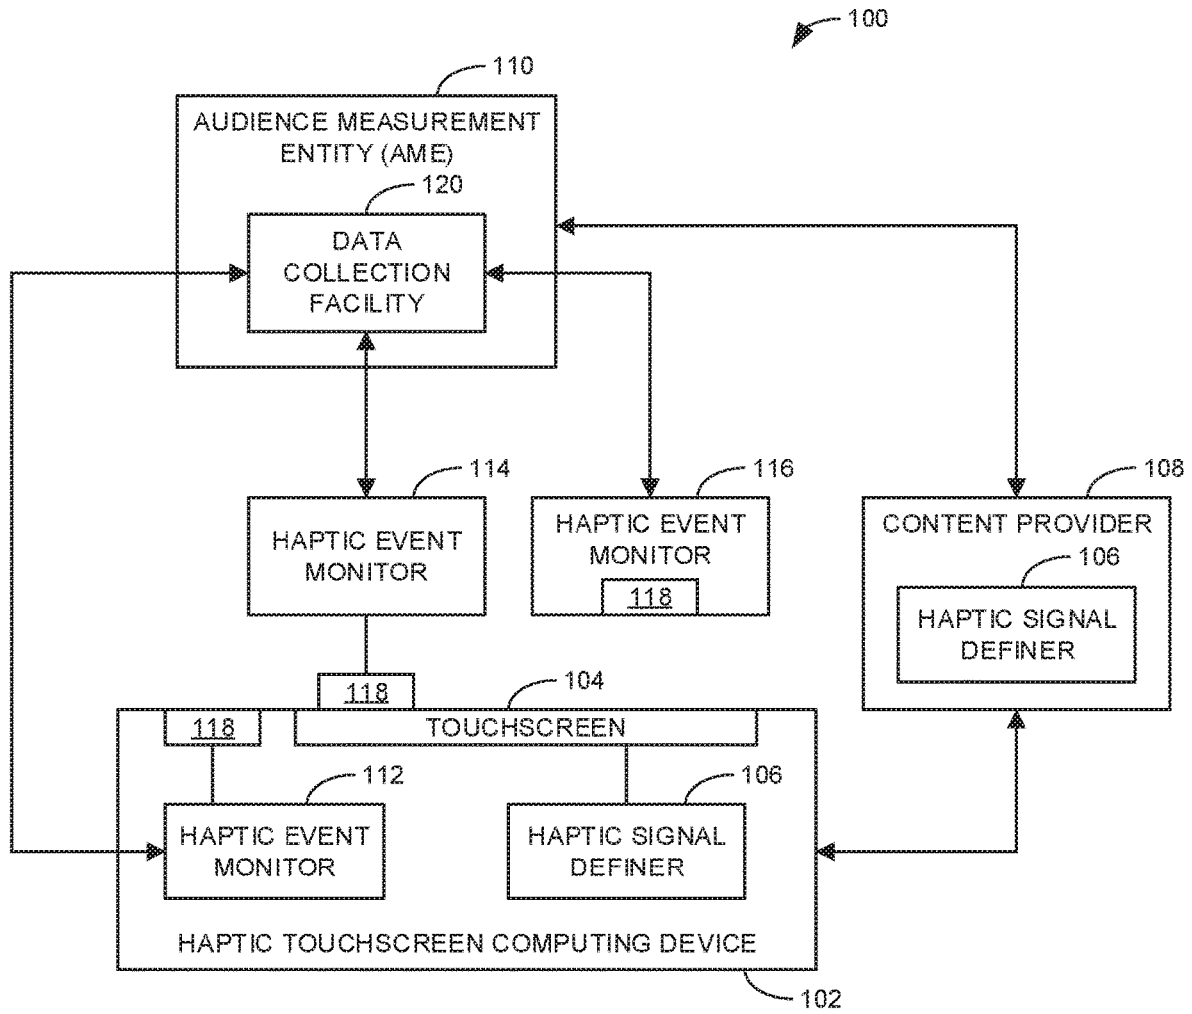 100
110
AUDIENCE MEASUREMENT
ENTITY (AME)
120
DATA
COLLECTION
FACILITY
114
HAPTIC EVENT
MONITOR
116
HAPTIC EVENT
MONITOR
118
108
CONTENT PROVIDER
106
HAPTIC SIGNAL
DEFINER
118
104
118
TOUCHSCREEN
112
HAPTIC EVENT
MONITOR
106
HAPTIC SIGNAL
DEFINER
HAPTIC TOUCHSCREEN COMPUTING DEVICE
102